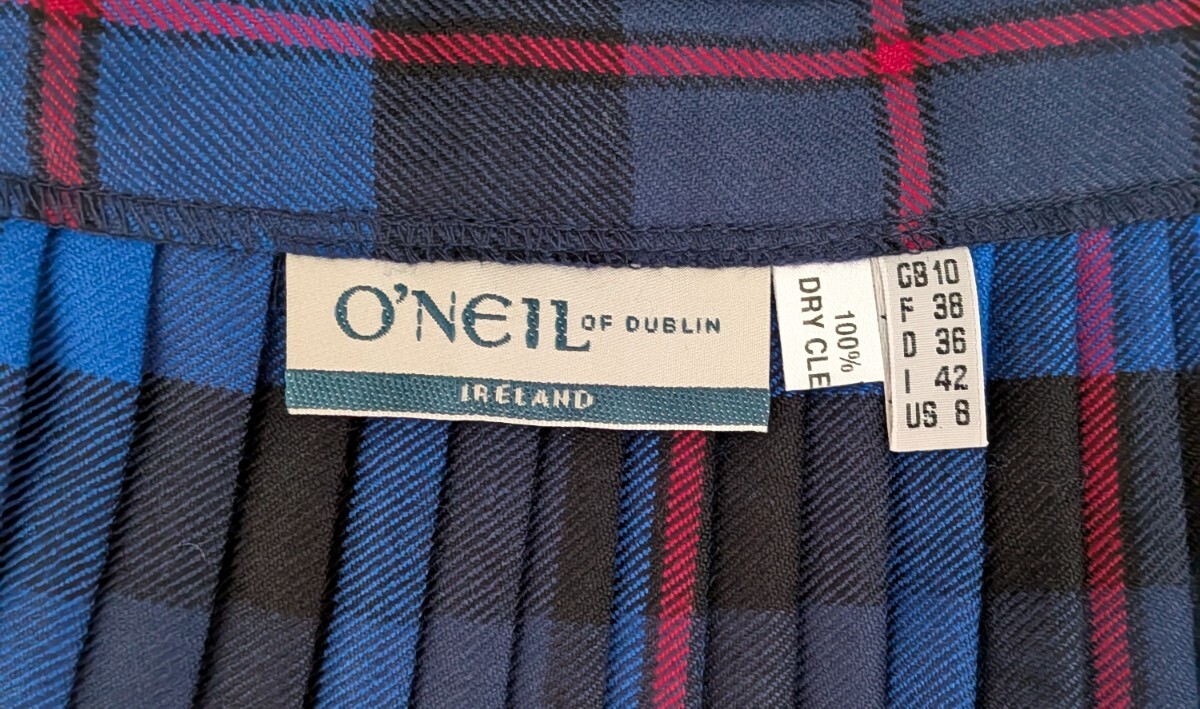 O'NEIL OF DUBLIN
IRELAND
100%
DRY CLE
GB 10
F 38
D 36
I 42
US 8